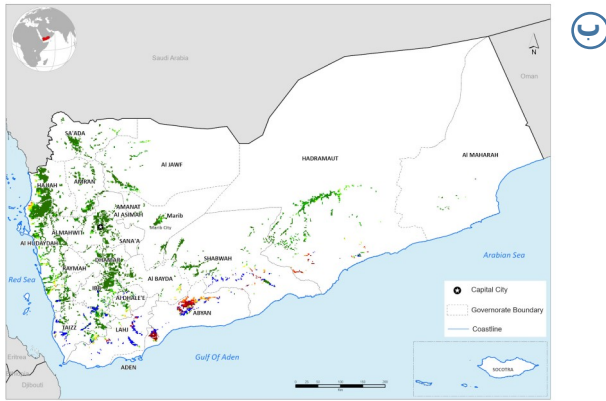 Saudi Arabia
N
Oman
SA'ADA
Al JAWF
HADRAMAUT
Al MAHARAH
HAJJAH
AMRAN
AMANAT
Al ASIMAH
Marib
Marib City
ALMAHWIT
SANA'A
Al HUDAYDAH
SHABWAH
Arabian Sea
DHAMAR
RAYMAH
Al BAYDA
Red Sea
IBB
Al DHALE'E
ABYAN
TAIZZ
LAHJ
Capital City
Governorate Boundary
Coastline
Eritrea
Gulf Of Aden
ADEN
SOCOTRA
Djibouti